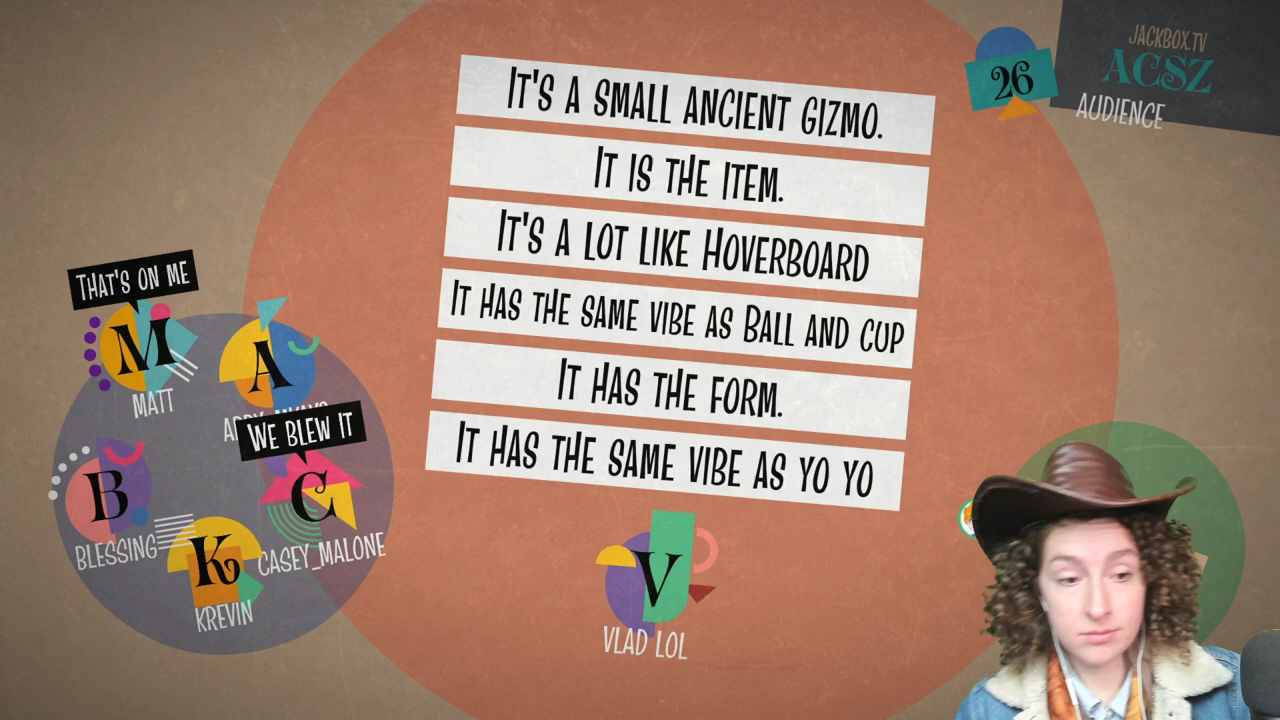 IT'S A SMALL ANCIENT GIZMO.
IT IS THE ITEM.
IT'S A LOT LIKE HOVERBOARD
IT HAS THE SAME VIBE AS BALL AND CUP
IT HAS THE FORM.
IT HAS THE SAME VIBE AS YO YO
26
JACKBOX.TV
ACSZ
AUDIENCE
THAT'S ON ME
M
MATT
A
WE BLEW IT
B
BLESSING
C
CASEY_MALONE
K
KREVIN
V
VLAD LOL